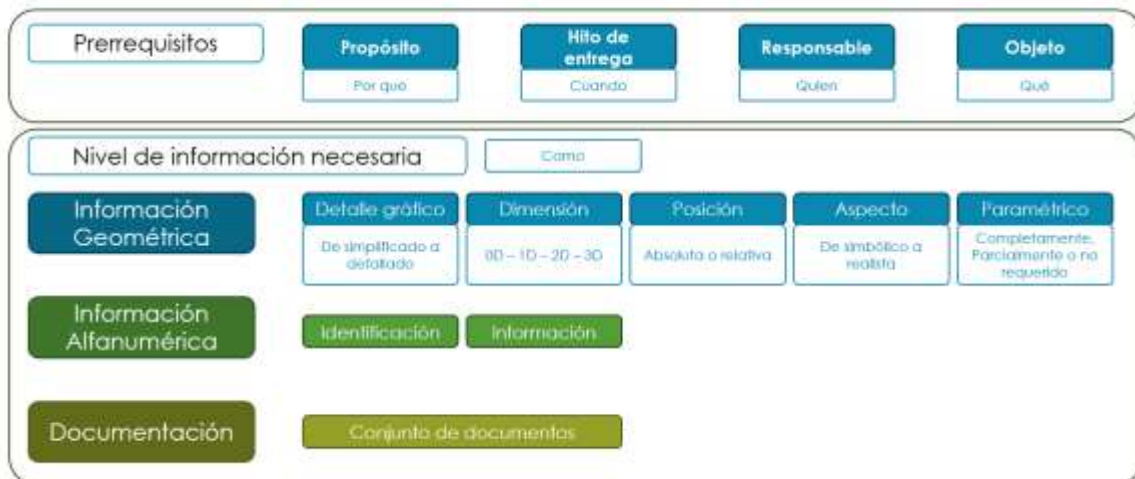 Prerrequisitos
Propósito
Hito de
entrega
Responsable
Objeto
Por qué
Cuando
Quien
Qué
Nivel de información necesaria
Como
Información
Geométrica
Detalle gráfico
Dimensión
Posición
Aspecto
Paramétrico
De simplificado a
detallado
0D – 1D – 2D – 3D
Absoluta o relativa
De simbólico a
realista
Completamente,
Parcialmente o no
requerido
Información
Alfanumérica
Identificación
Información
Documentación
Conjunto de documentos